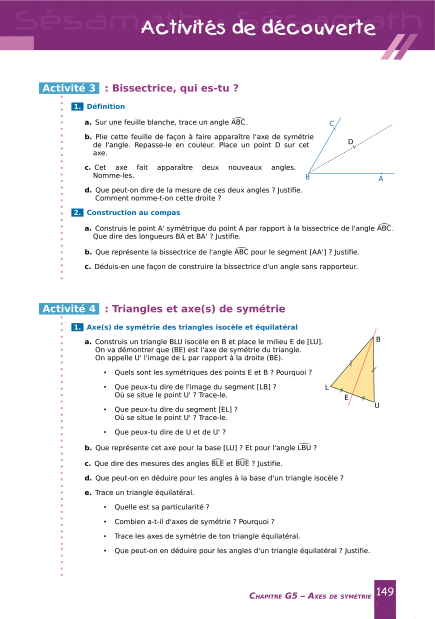 Sésamath Sésamath Sésamath
Activités de découverte
Activité 3 : Bissectrice, qui es-tu ?
1. Définition
a. Sur une feuille blanche, trace un angle ABC.
b. Plie cette feuille de façon à faire apparaître l'axe de symétrie
de l'angle. Repasse-le en couleur. Place un point D sur cet
axe.
c. Cet axe fait apparaître deux nouveaux angles.
Nomme-les.
d. Que peut-on dire de la mesure de ces deux angles ? Justifie.
Comment nomme-t-on cette droite ?
C
D
B
A
2. Construction au compas
a. Construis le point A' symétrique du point A par rapport à la bissectrice de l'angle ABC.
Que dire des longueurs BA et BA' ? Justifie.
b. Que représente la bissectrice de l'angle ABC pour le segment [AA'] ? Justifie.
c. Déduis-en une façon de construire la bissectrice d'un angle sans rapporteur.
Activité 4 : Triangles et axe(s) de symétrie
1. Axe(s) de symétrie des triangles isocèle et équilatéral
a. Construis un triangle BLU isocèle en B et place le milieu E de [LU].
On va démontrer que (BE) est l'axe de symétrie du triangle.
On appelle U' l'image de L par rapport à la droite (BE).
• Quels sont les symétriques des points E et B ? Pourquoi ?
• Que peux-tu dire de l'image du segment [LB] ?
Où se situe le point U' ? Trace-le.
• Que peux-tu dire du segment [EL] ?
Où se situe le point U' ? Trace-le.
• Que peux-tu dire de U et de U' ?
B
L
E
U
b. Que représente cet axe pour la base [LU] ? Et pour l'angle LBU ?
c. Que dire des mesures des angles BLE et BUE ? Justifie.
d. Que peut-on en déduire pour les angles à la base d'un triangle isocèle ?
e. Trace un triangle équilatéral.
• Quelle est sa particularité ?
• Combien a-t-il d'axes de symétrie ? Pourquoi ?
• Trace les axes de symétrie de ton triangle équilatéral.
• Que peut-on en déduire pour les angles d'un triangle équilatéral ? Justifie.
CHAPITRE G5 – AXES DE SYMÉTRIE 149